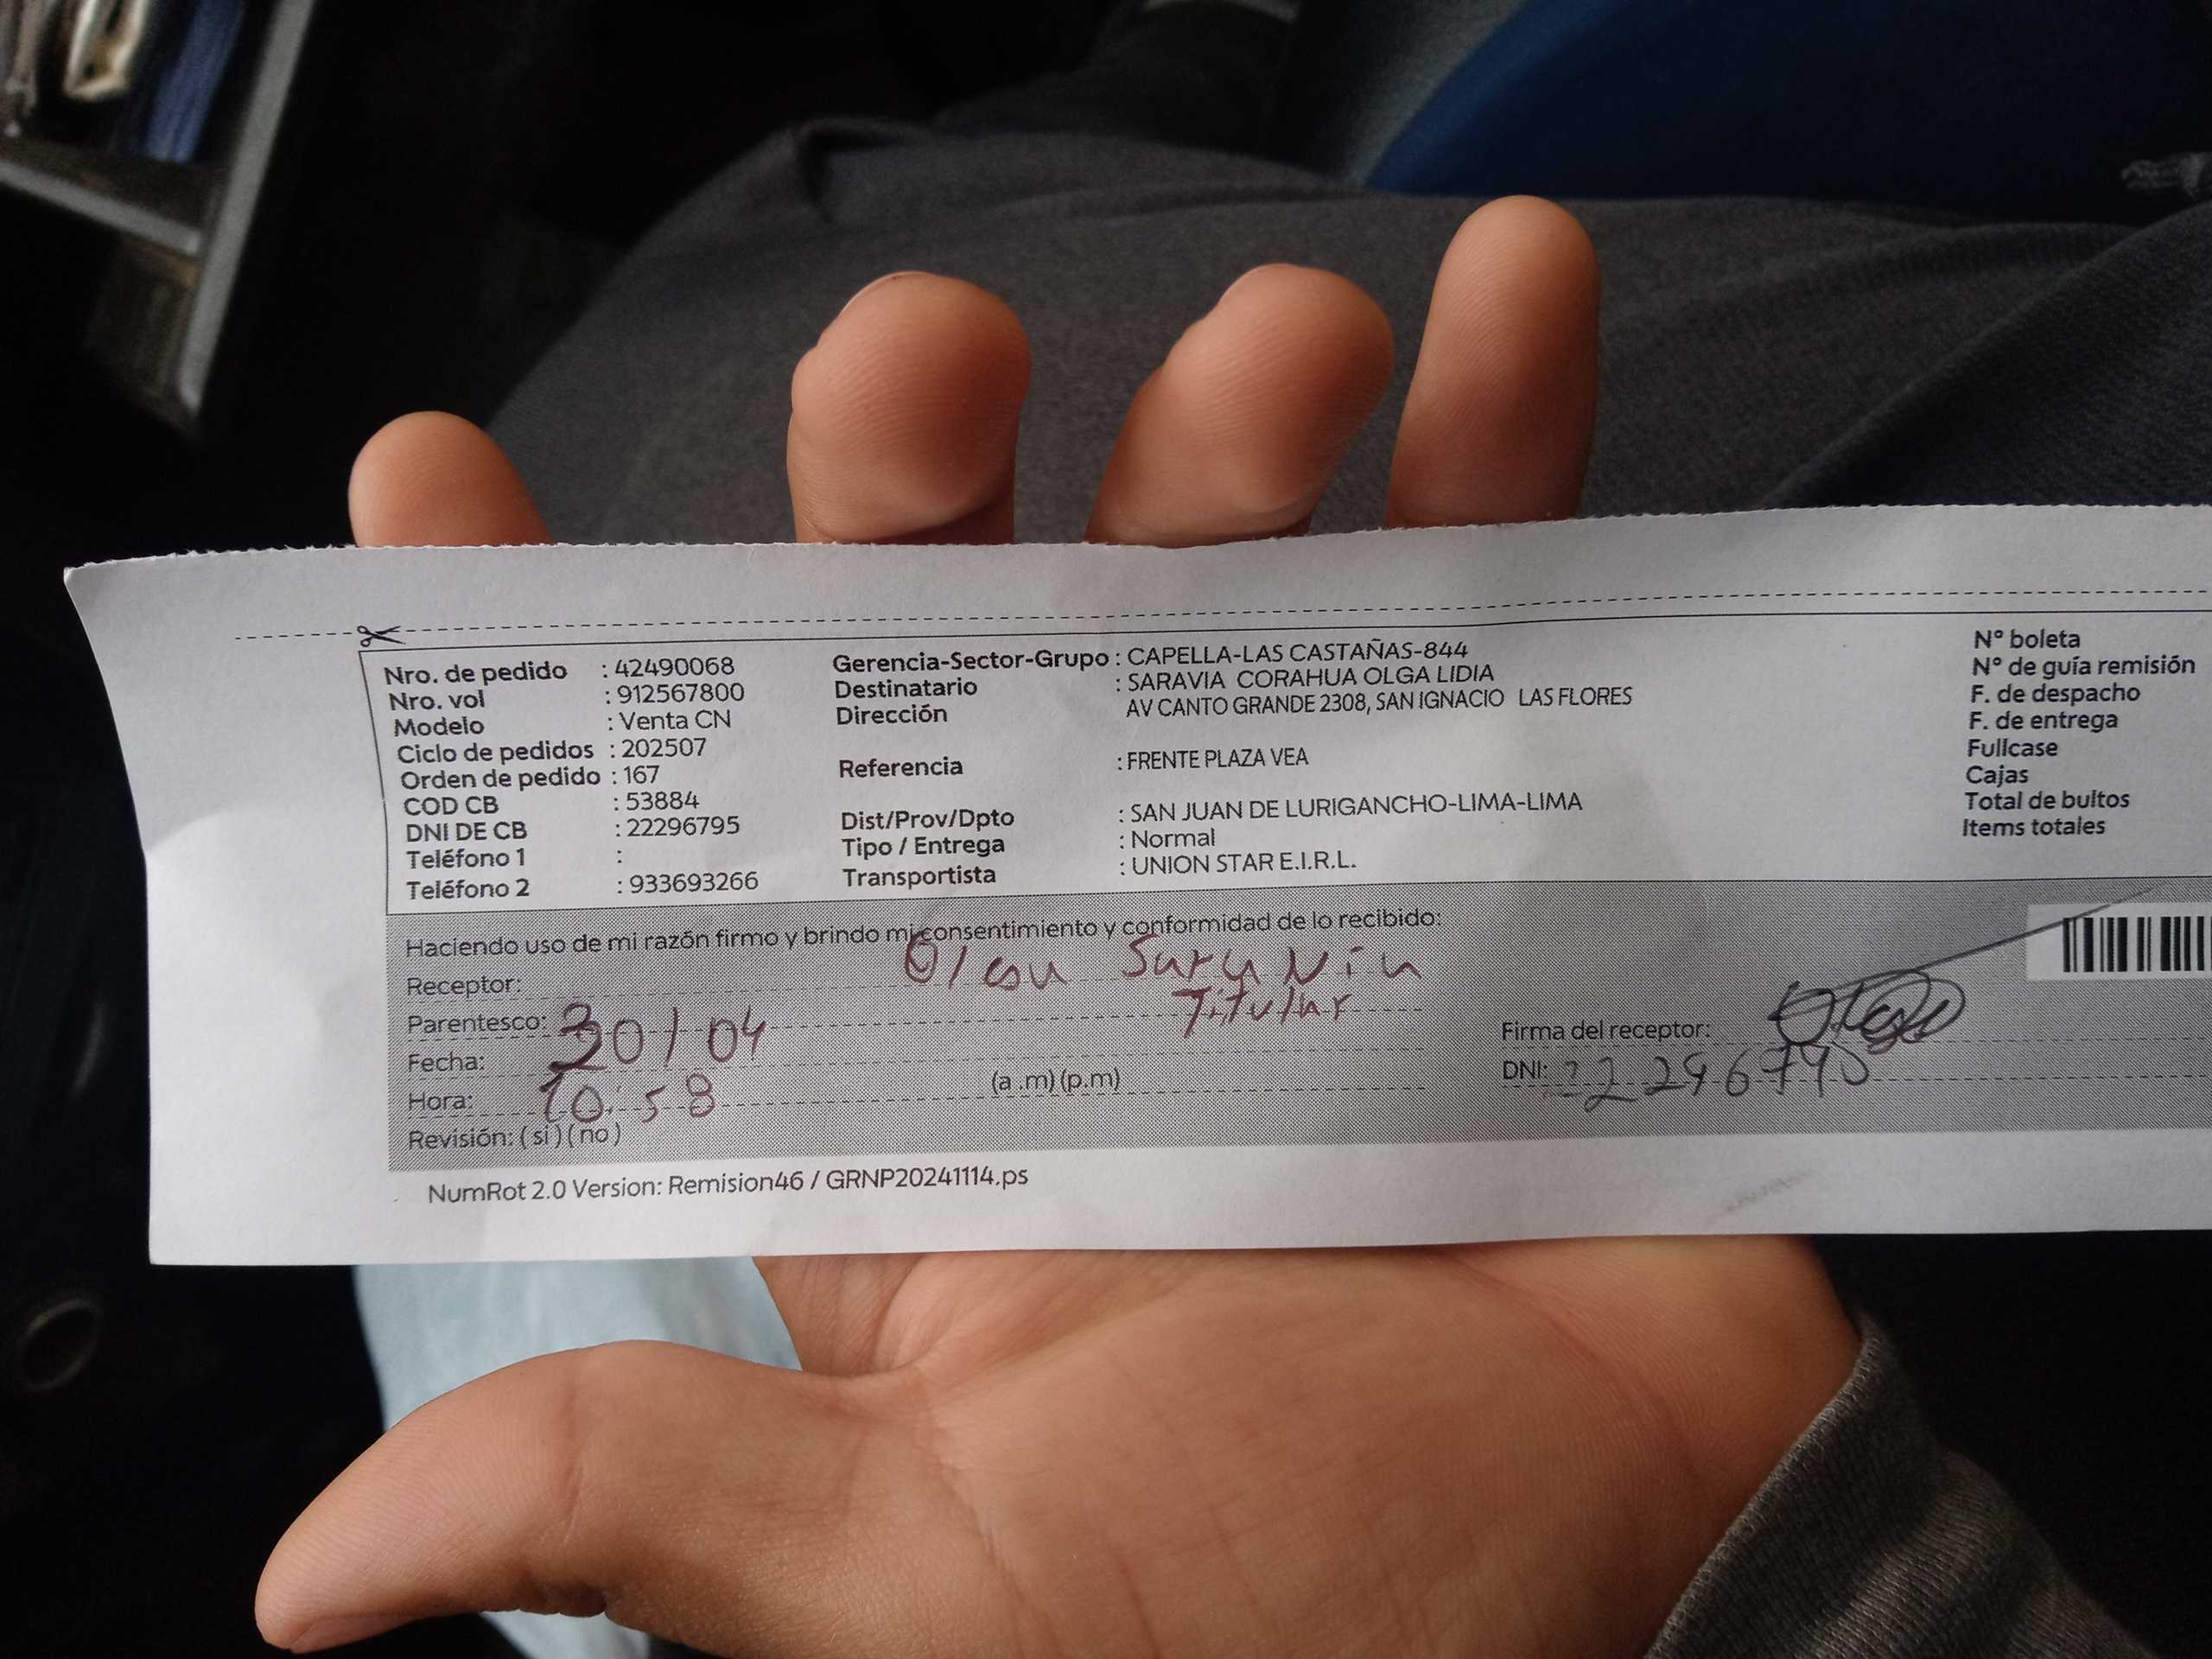 Nro. de pedido : 42490068
Nro. vol : 912567800
Modelo : Venta CN
Ciclo de pedidos : 202507
Orden de pedido : 167
COD CB : 53884
DNI DE CB : 22296795
Teléfono 1 :
Teléfono 2 : 933693266
Gerencia-Sector-Grupo : CAPELLA-LAS CASTAÑAS-844
Destinatario : SARAVIA CORAHUA OLGA LIDIA
Dirección AV CANTO GRANDE 2308, SAN IGNACIO LAS FLORES
Referencia : FRENTE PLAZA VEA
Dist/Prov/Dpto : SAN JUAN DE LURIGANCHO-LIMA-LIMA
Tipo / Entrega : Normal
Transportista : UNION STAR E.I.R.L.
N° boleta
N° de guía remisión
F. de despacho
F. de entrega
Fullcase
Cajas
Total de bultos
Items totales
Haciendo uso de mi razón firmo y brindo mi consentimiento y conformidad de lo recibido:
Receptor:
Parentesco: Titular
Fecha: 30/04
Hora: 10:58 (a .m) (p.m)
Revisión: ( si ) ( no )
Firma del receptor:
DNI: 22296795
NumRot 2.0 Version: Remision46 / GRNP20241114.ps